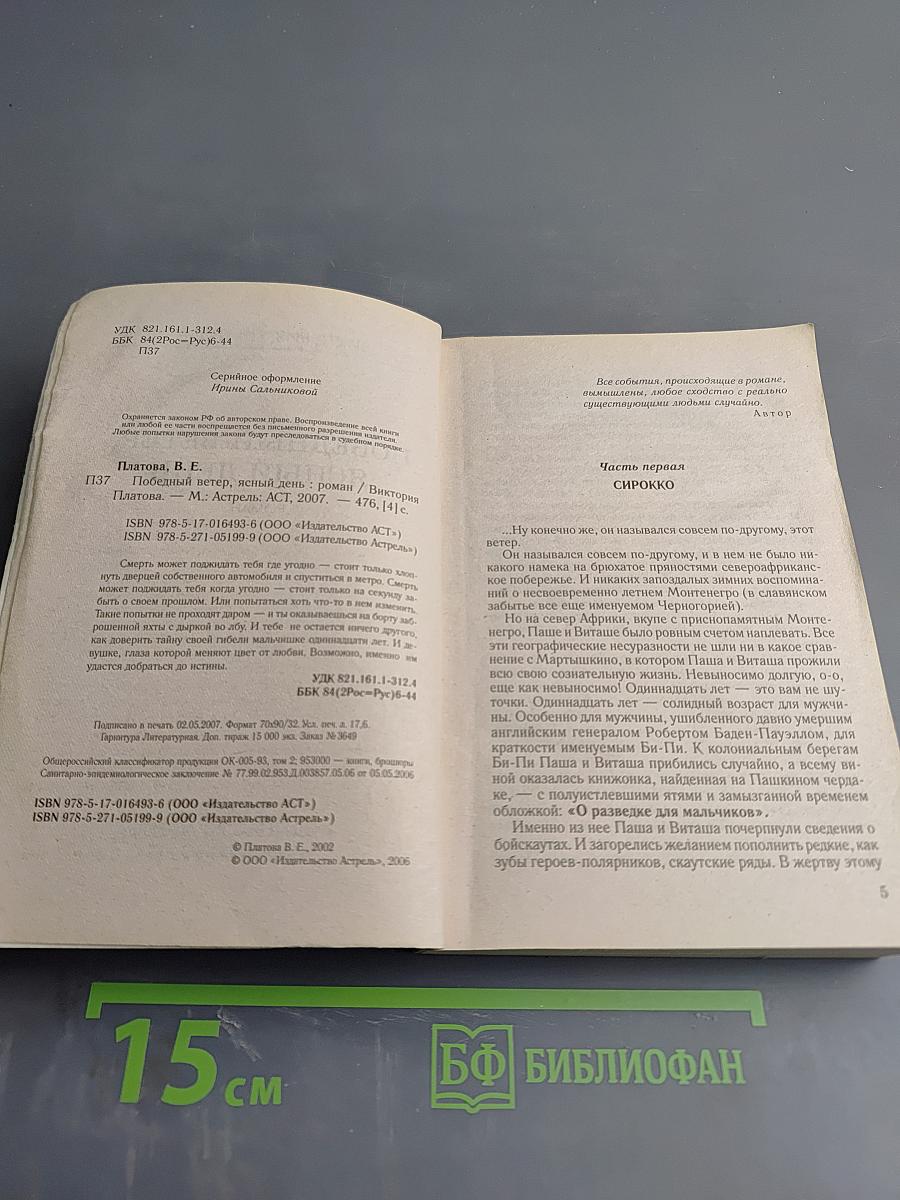 УДК 821.161.1-312.4
ББК 84(2Рос=Рус)6-44
П37
Серийное оформление
Ирины Сальниковой
Охраняется законом РФ об авторском праве. Воспроизведение всей книги
или любой ее части воспрещается без письменного разрешения издателя.
Любые попытки нарушения закона будут преследоваться в судебном порядке.
Платова, В. Е.
П37 Победный ветер, ясный день : роман / Виктория
Платова. — М.: Астрель: АСТ, 2007. — 476, [4] с.
ISBN 978-5-17-016493-6 (ООО «Издательство АСТ»)
ISBN 978-5-271-05199-9 (ООО «Издательство Астрель»)
Смерть может поджидать тебя где угодно — стоит только хлоп-
нуть дверцей собственного автомобиля и спуститься в метро. Смерть
может поджидать тебя когда угодно — стоит только на секунду за-
быть о своем прошлом. Или попытаться хоть что-то в нем изменить.
Такие попытки не проходят даром — и ты оказываешься на борту заб-
рошенной яхты с дыркой во лбу. И тебе не остается ничего другого,
как доверить тайну своей гибели мальчишке одиннадцати лет. И де-
вушке, глаза которой меняют цвет от любви. Возможно, именно им
удастся добраться до истины.
УДК 821.161.1-312.4
ББК 84(2Рос=Рус)6-44
Подписано в печать 02.05.2007. Формат 70x90/32. Усл. печ. л. 17,6.
Гарнитура Литературная. Доп. тираж 15 000 экз. Заказ № 3649
Общероссийский классификатор продукции ОК-005-93, том 2; 953000 — книги, брошюры
Санитарно-эпидемиологическое заключение № 77.99.02.953.Д.003857.05.06 от 05.05.2006
ISBN 978-5-17-016493-6 (ООО «Издательство АСТ»)
ISBN 978-5-271-05199-9 (ООО «Издательство Астрель»)
© Платова В. Е., 2002
© ООО «Издательство Астрель», 2006
Все события, происходящие в романе,
вымышлены, любое сходство с реально
существующими людьми случайно.
Автор
Часть первая
СИРОККО
...Ну конечно же, он назывался совсем по-другому, этот
ветер.
Он назывался совсем по-другому, и в нем не было ни-
какого намека на брюхатое пряностями североафриканс-
кое побережье. И никаких запоздалых зимних воспомина-
ний о несвоевременно летнем Монтенегро (в славянском
забытье все еще именуемом Черногорией).
Но на север Африки, вкупе с приснопамятным Монте-
негро, Паше и Виташе было ровным счетом наплевать. Все
эти географические несуразности не шли ни в какое срав-
нение с Мартышкино, в котором Паша и Виташа прожили
всю свою сознательную жизнь. Невыносимо долгую, о-о,
еще как невыносимо! Одиннадцать лет — это вам не шу-
точки. Одиннадцать лет — солидный возраст для мужчи-
ны. Особенно для мужчины, ушибленного давно умершим
английским генералом Робертом Баден-Пауэллом, для
краткости именуемым Би-Пи. К колониальным берегам
Би-Пи Паша и Виташа прибились случайно, а всему ви-
ной оказалась книжонка, найденная на Пашкином черда-
ке, — с полуистлевшими ятями и замызганной временем
обложкой: «О разведке для мальчиков».
Именно из нее Паша и Виташа почерпнули сведения о
бойскаутах. И загорелись желанием пополнить редкие, как
зубы героев-полярников, скаутские ряды. В жертву этому
5
15 см
БФ БИБЛИОФАН